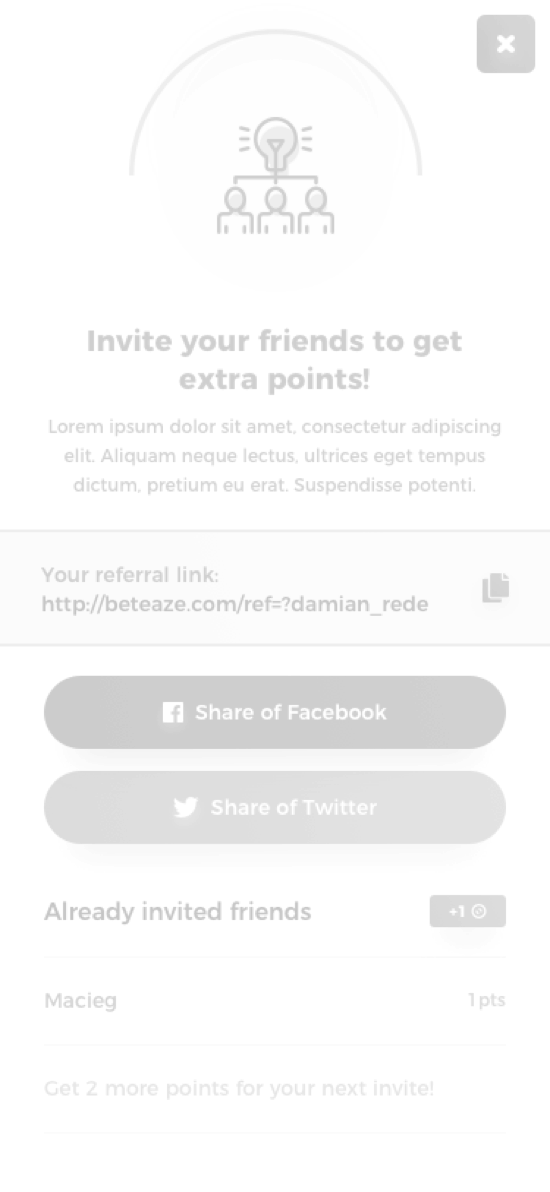 Invite your friends to get
extra points!
Lorem ipsum dolor sit amet, consectetur adipiscing
elit. Aliquam neque lectus, ultrices eget tempus
dictum, pretium eu erat. Suspendisse potenti.
Your referral link:
http://beteaze.com/ref=?damian_rede
Share of Facebook
Share of Twitter
Already invited friends
+1
Macieg
1 pts
Get 2 more points for your next invite!